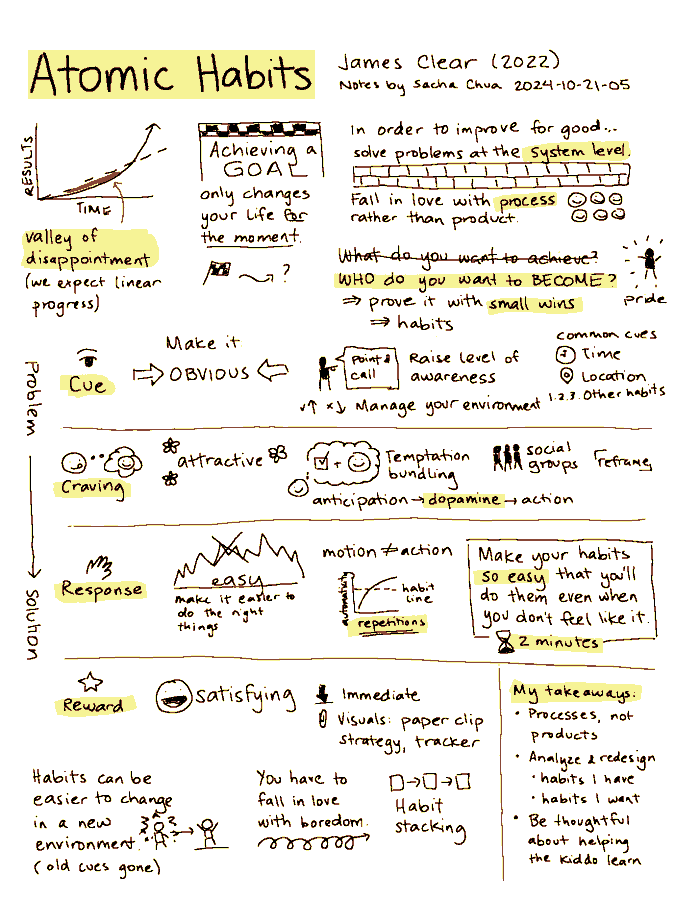 Atomic Habits
James Clear (2022)
Notes by Sacha Chua 2024-10-21-05
RESULTS
TIME
valley of
disappointment
(we expect linear
progress)
Achieving a
GOAL
only changes
your life for
the moment.
?
In order to improve for good...
solve problems at the system level.
Fall in love with process
rather than product.
What do you want to achieve?
WHO do you want to BECOME?
⇒ prove it with small wins
⇒ habits
pride
Problem
Solution
Cue
Make it
OBVIOUS
Point &
call
Raise level of
awareness
✓↑ ×↓ Manage your environment
common cues
Time
Location
1.2.3. Other habits
Craving
attractive
+
Temptation
bundling
social
groups
reframe
anticipation → dopamine → action
Response
easy
make it easier to
do the right
things
motion ≠ action
automaticity
habit
line
repetitions
Make your habits
so easy that you'll
do them even when
you don't feel like it.
2 minutes
Reward
satisfying
Immediate
Visuals: paper clip
strategy, tracker
Habits can be
easier to change
in a new
environment.
(old cues gone)
You have to
fall in love
with boredom.
Habit
stacking
My takeaways:
• Processes, not
products
• Analyze & redesign
• habits I have
• habits I want
• Be thoughtful
about helping
the kiddo learn